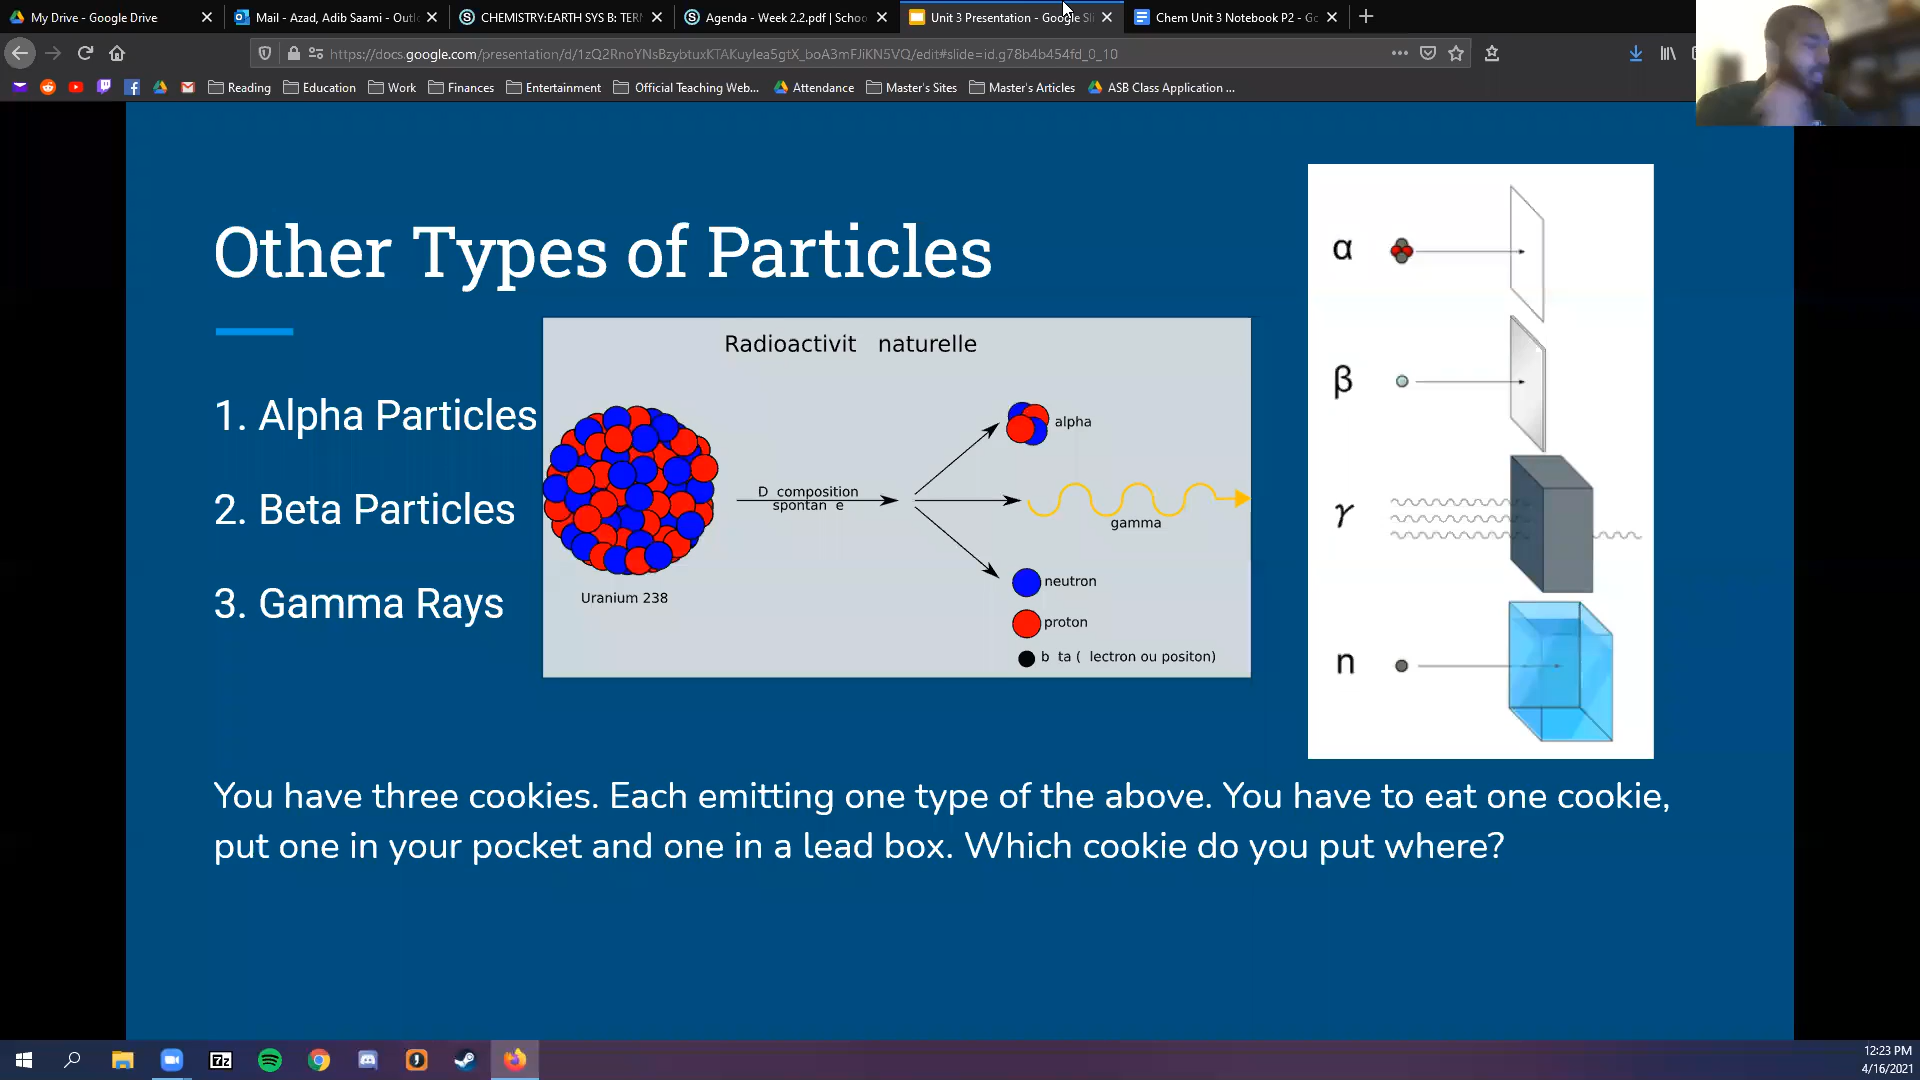 My Drive - Google Drive
Mail - Azad, Adib Saami - Outl
CHEMISTRY:EARTH SYS B: TER
Agenda - Week 2.2.pdf | Schoo
Unit 3 Presentation - Google Sl
Chem Unit 3 Notebook P2 - Go
https://docs.google.com/presentation/d/1zQ2RnoYNsBzybtuxKTAKuylea5gtX_boA3mFJiKN5VQ/edit#slide=id.g78b4b454fd_0_10
Reading
Education
Work
Finances
Entertainment
Official Teaching Web...
Attendance
Master's Sites
Master's Articles
ASB Class Application ...
Other Types of Particles
1. Alpha Particles
2. Beta Particles
3. Gamma Rays
Radioactivit naturelle
Uranium 238
D composition
spontan e
alpha
gamma
neutron
proton
b ta ( lectron ou positon)
α
β
γ
n
You have three cookies. Each emitting one type of the above. You have to eat one cookie,
put one in your pocket and one in a lead box. Which cookie do you put where?
7z
12:23 PM
4/16/2021